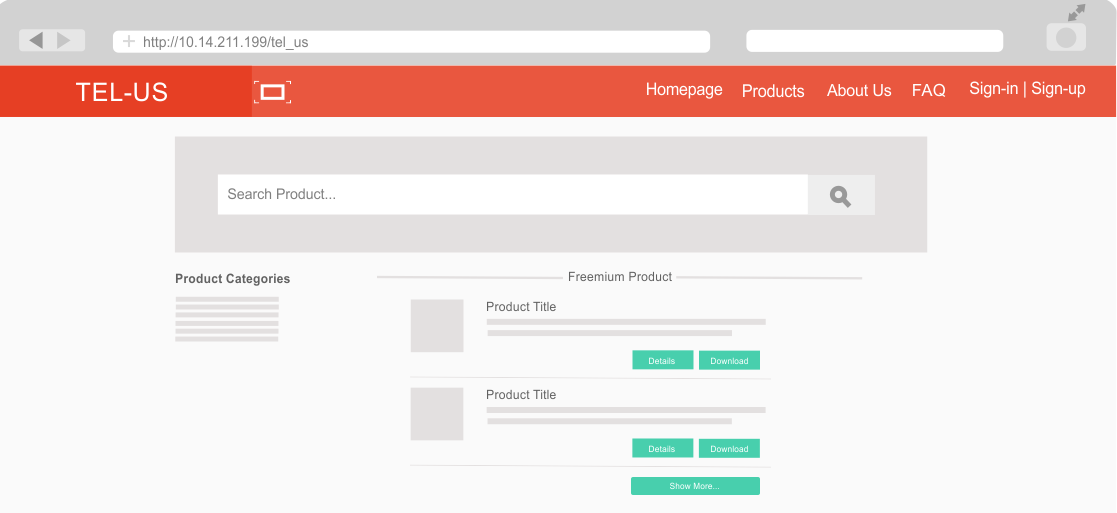 http://10.14.211.199/tel_us
TEL-US
Homepage Products About Us FAQ Sign-in | Sign-up
Search Product...
Product Categories
Freemium Product
Product Title
Details Download
Product Title
Details Download
Show More...